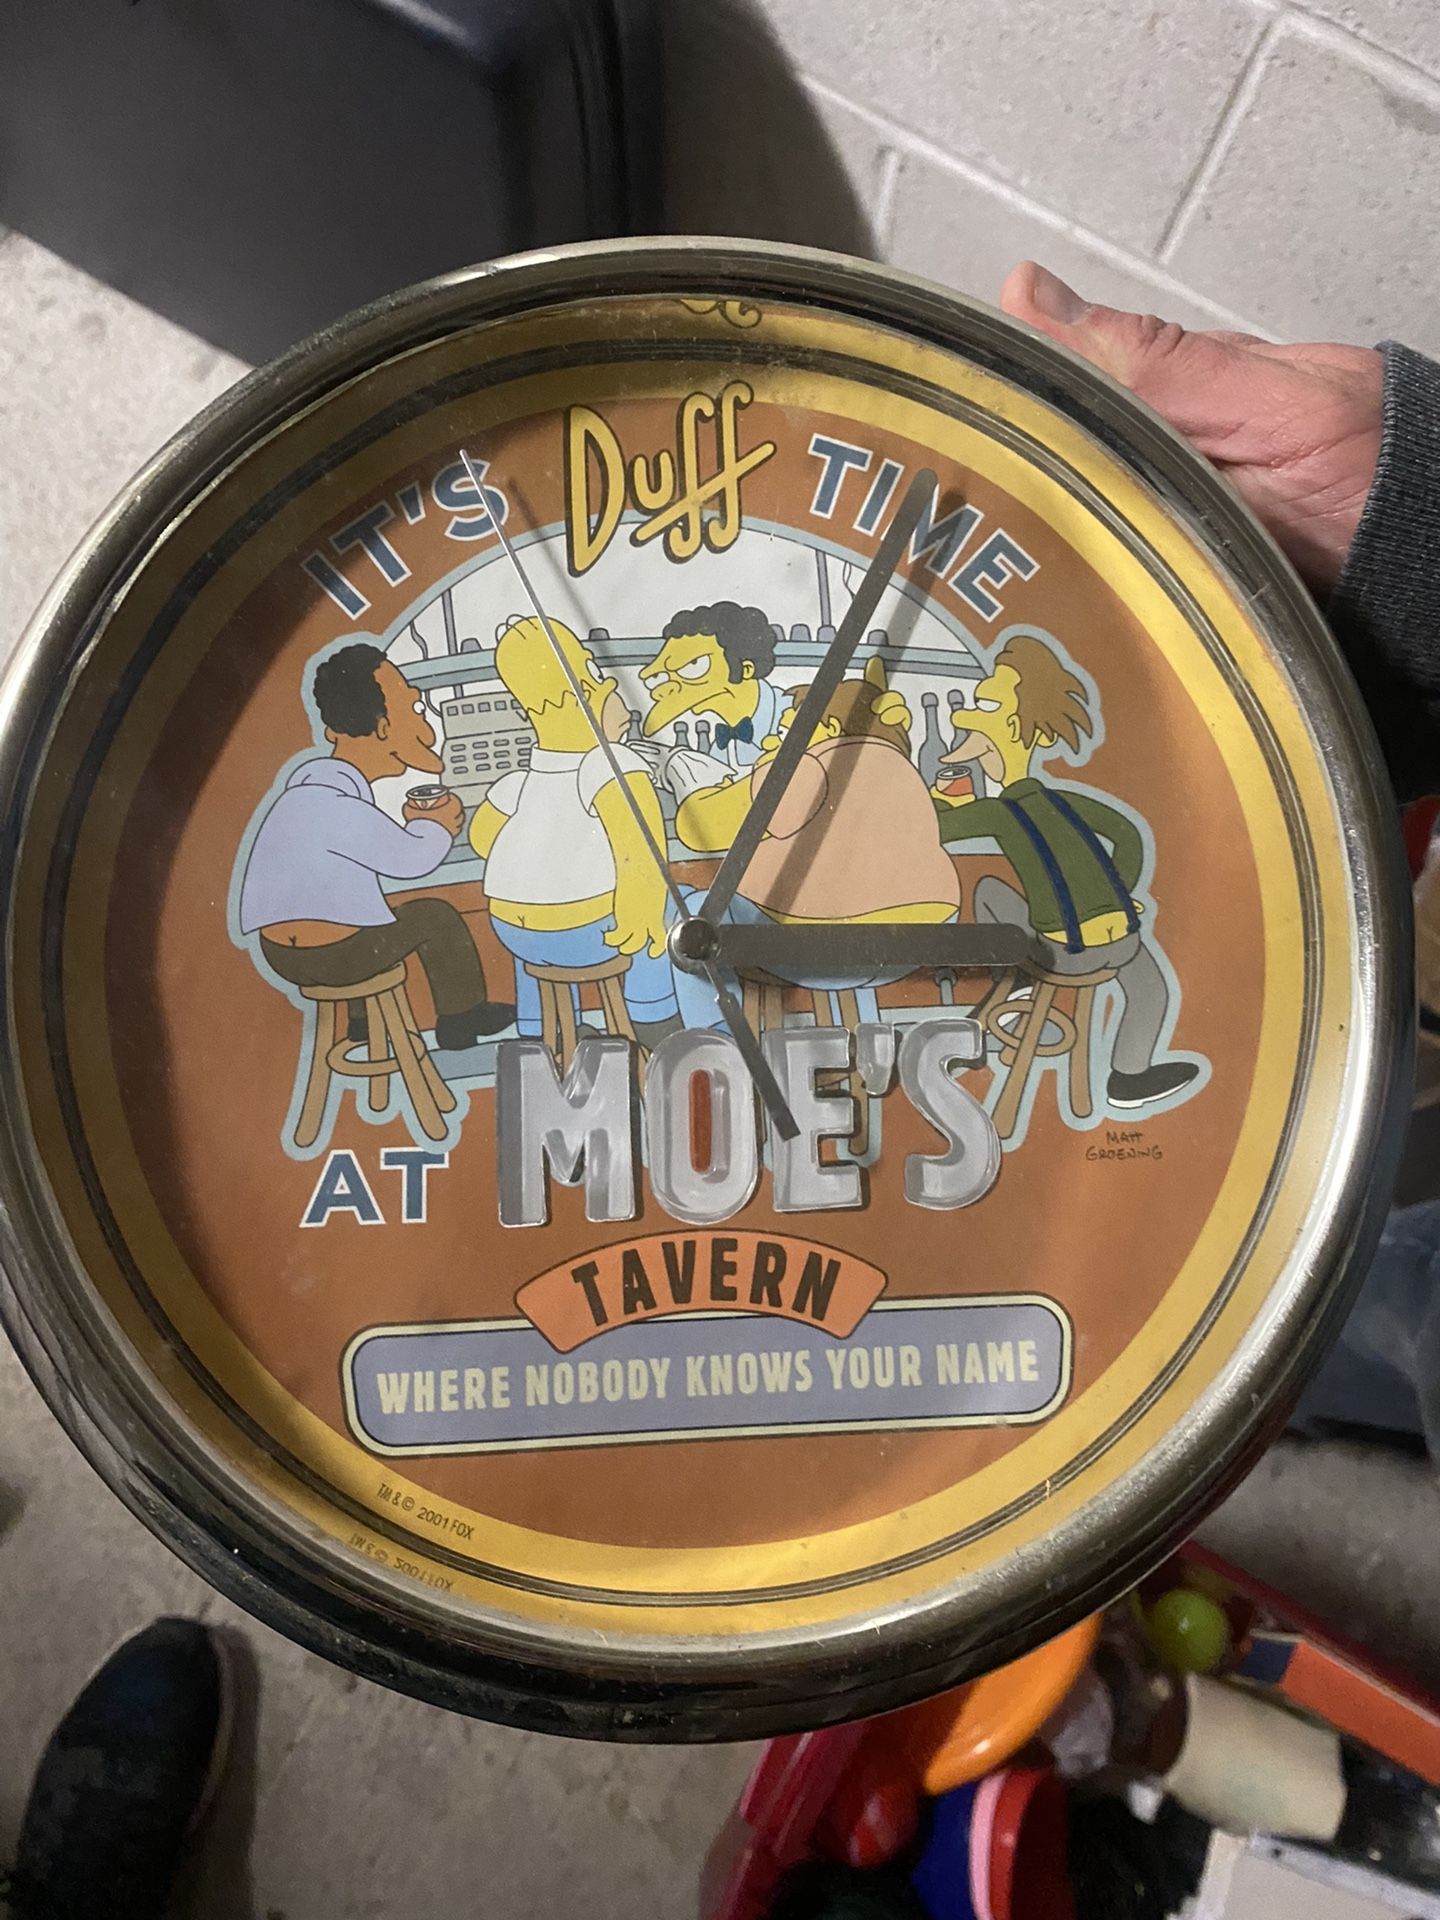 IT'S Duff TIME
AT MOE'S
TAVERN
WHERE NOBODY KNOWS YOUR NAME
MATT
GROENING
TM & © 2001 FOX